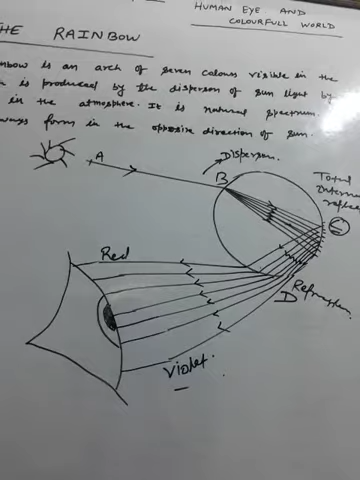 HUMAN EYE AND
COLOURFULL WORLD
THE RAINBOW
nbow is an arch of seven colours visible in the
is produced by the dispersion of sun light by
in the atmosphere. It is natural spectrum.
ways form in the opposite direction of sun.
A
Dispersion.
B
Total
Internal
reflec
C
Red
D
Refraction
Violet.